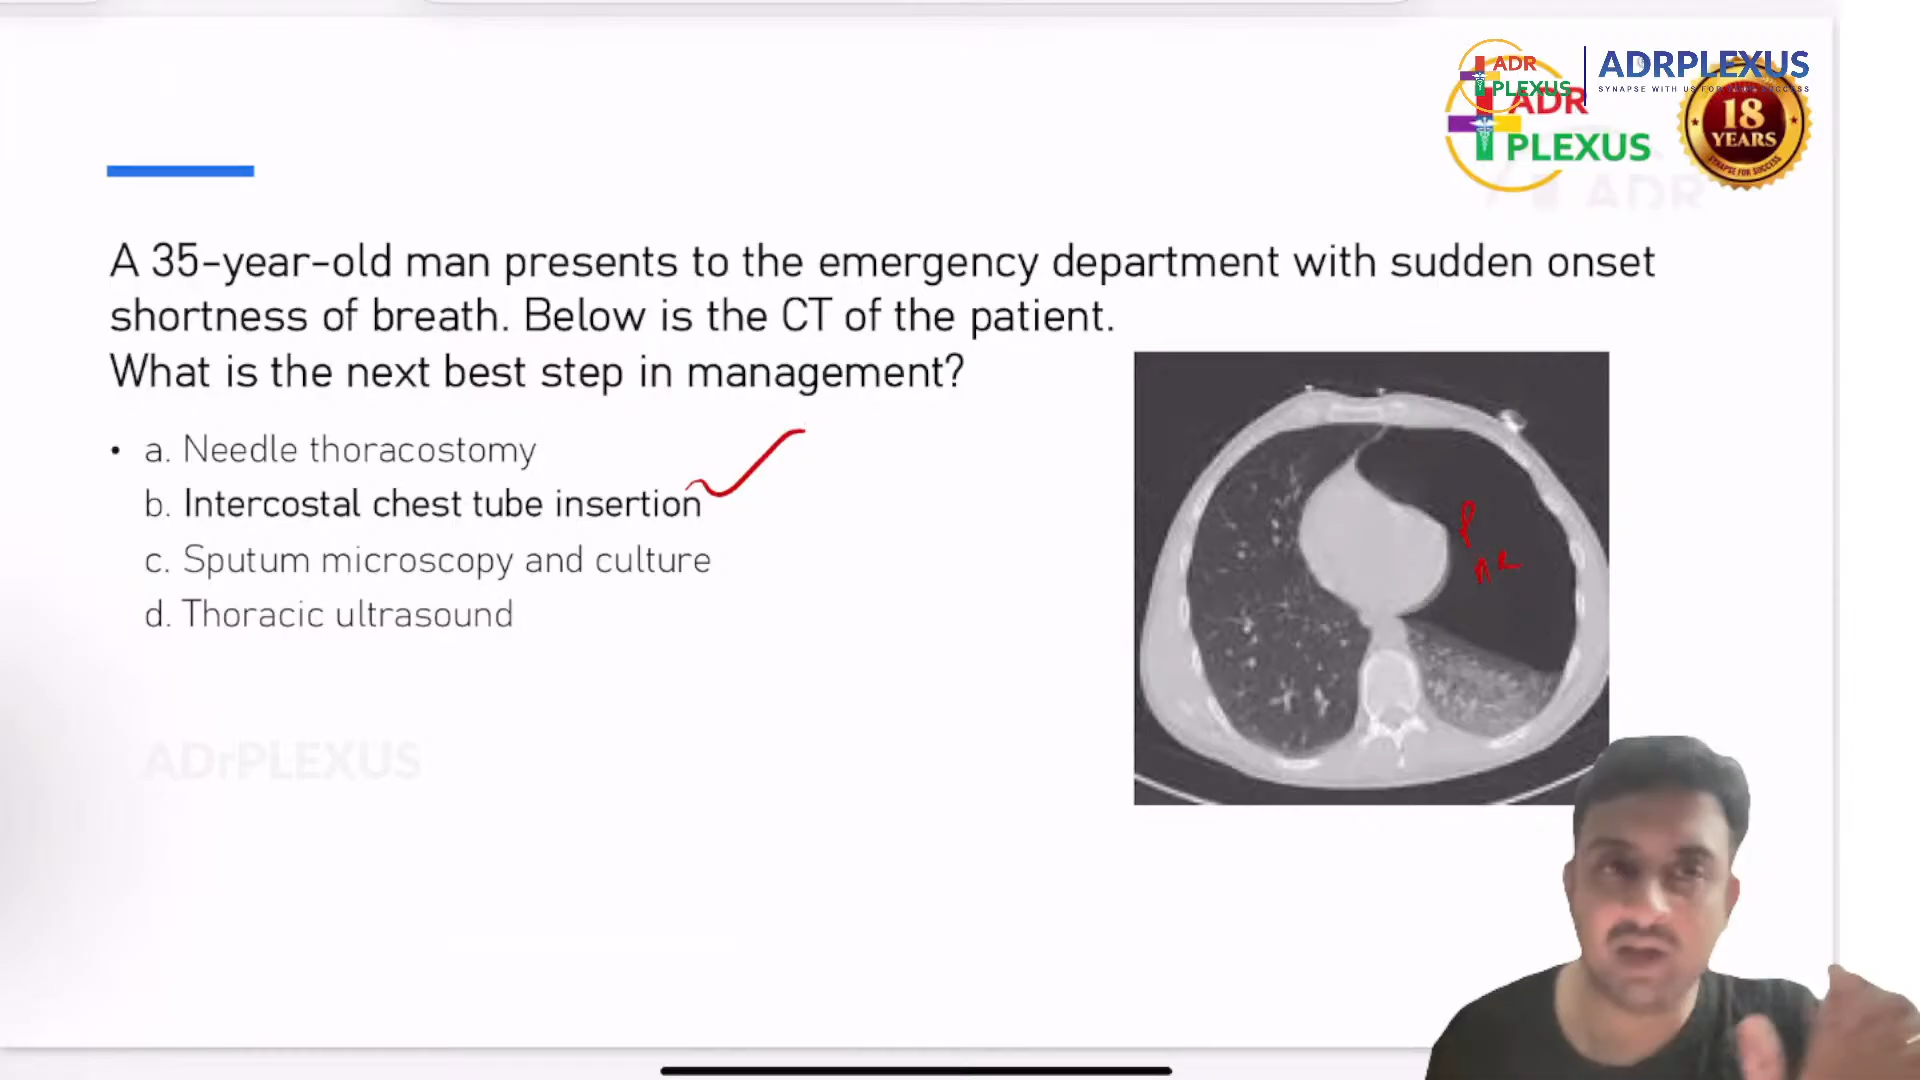 ADR
PLEXUS
ADRPLEXUS
ADR
PLEXUS
18
YEARS
SYNAPSE FOR SUCCESS
ADR
A 35-year-old man presents to the emergency department with sudden onset
shortness of breath. Below is the CT of the patient.
What is the next best step in management?
• a. Needle thoracostomy
b. Intercostal chest tube insertion
c. Sputum microscopy and culture
d. Thoracic ultrasound
ADrPLEXUS